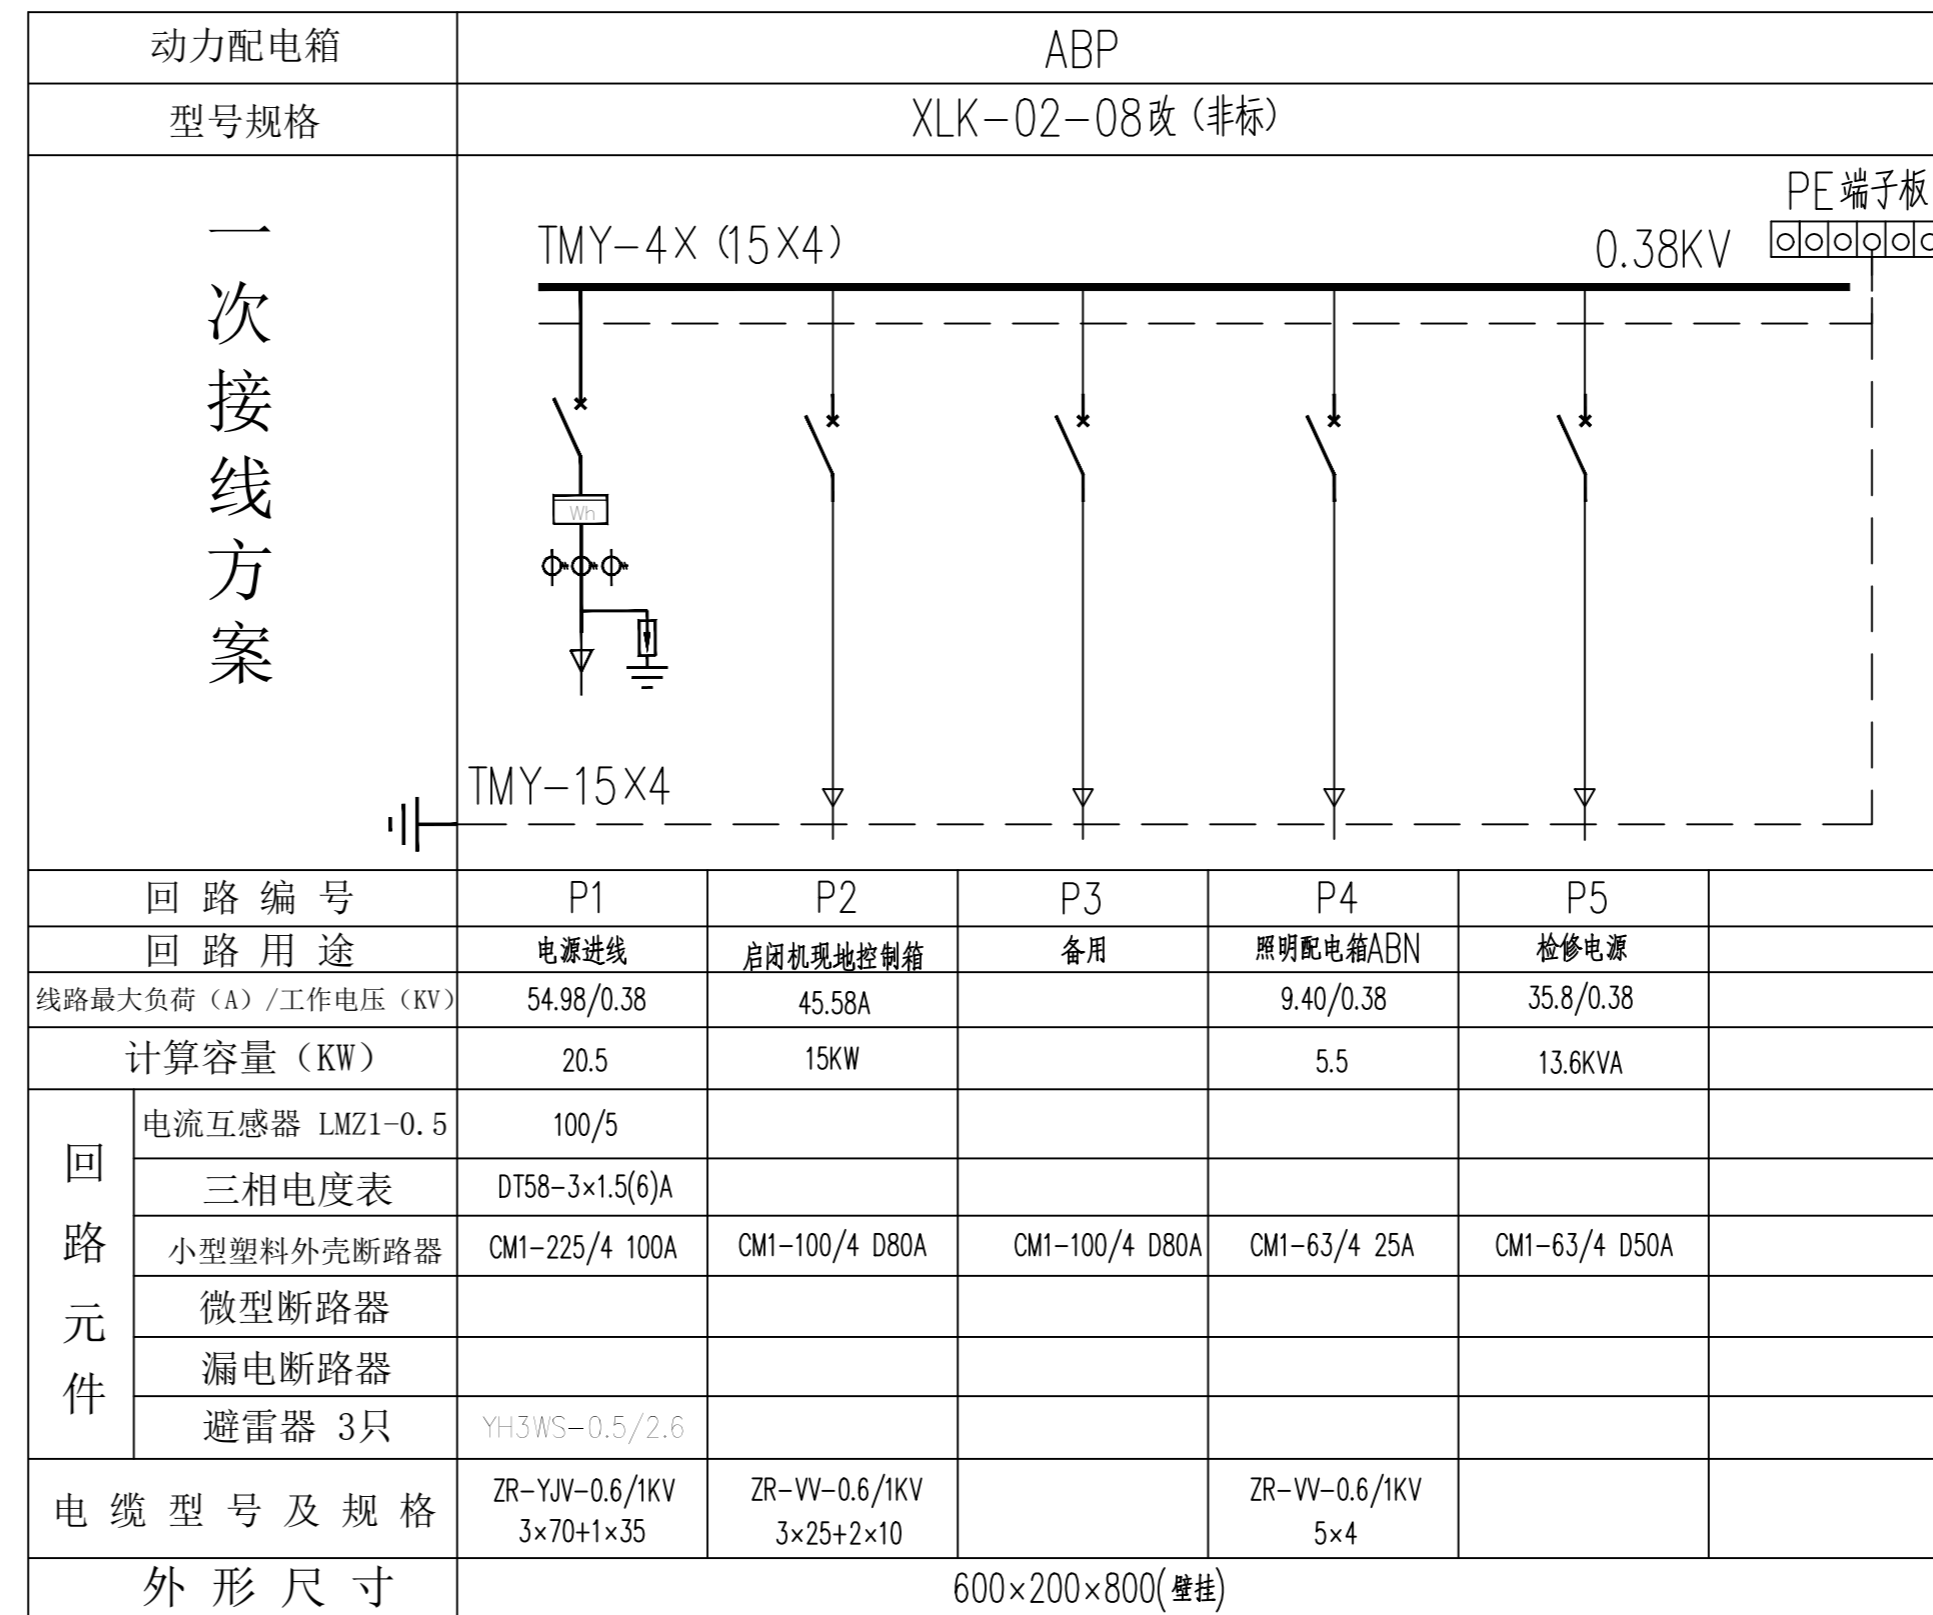 动力配电箱 ABP
型号规格 XLK-02-08改(非标)
一次接线方案
PE端子板
TMY-4X(15X4) 0.38KV
Wh
TMY-15X4
回路编号 P1 P2 P3 P4 P5
回路用途 电源进线 启闭机现地控制箱 备用 照明配电箱ABN 检修电源
线路最大负荷(A)/工作电压(KV) 54.98/0.38 45.58A 9.40/0.38 35.8/0.38
计算容量(KW) 20.5 15KW 5.5 13.6KVA
回路元件
电流互感器 LMZ1-0.5 100/5
三相电度表 DT58-3×1.5(6)A
小型塑料外壳断路器 CM1-225/4 100A CM1-100/4 D80A CM1-100/4 D80A CM1-63/4 25A CM1-63/4 D50A
微型断路器
漏电断路器
避雷器 3只 YH3WS-0.5/2.6
电缆型号及规格 ZR-YJV-0.6/1KV ZR-VV-0.6/1KV ZR-VV-0.6/1KV
3×70+1×35 3×25+2×10 5×4
外形尺寸 600×200×800(壁挂)